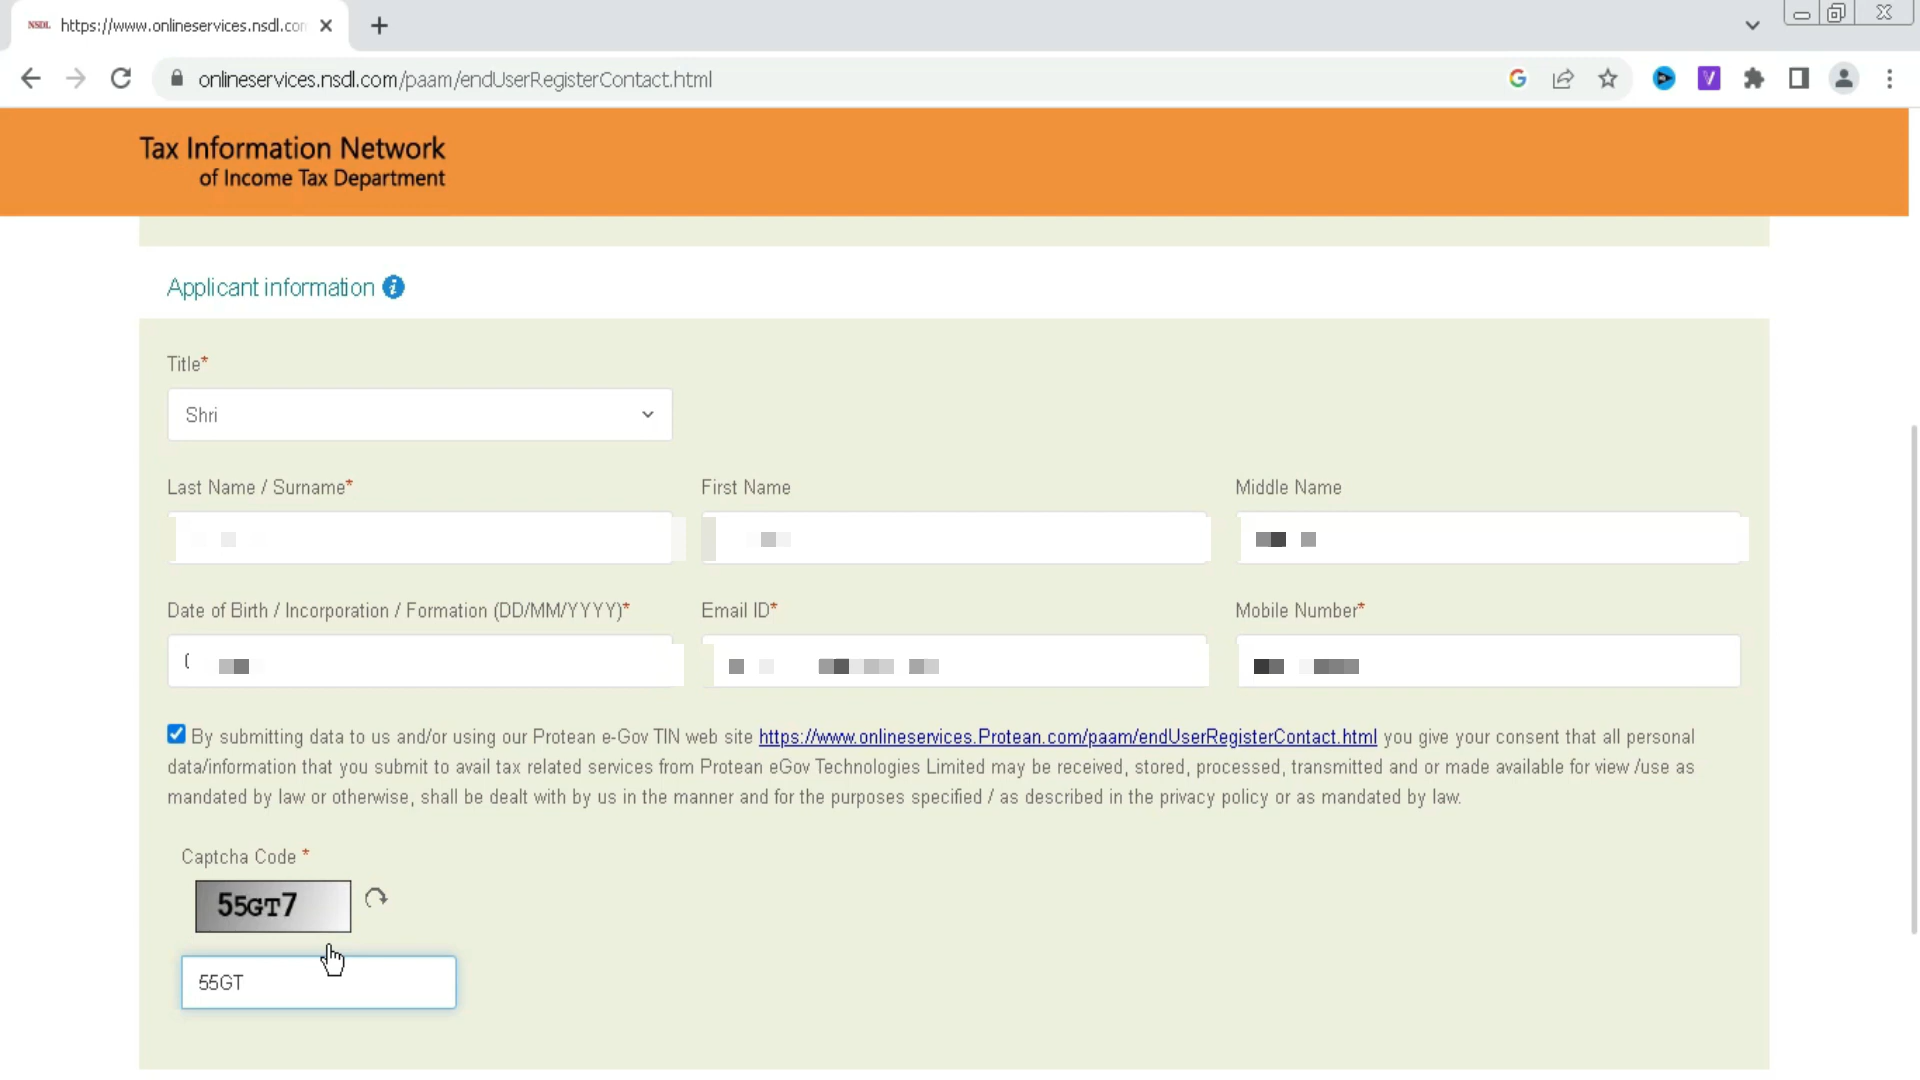 NSDL https://www.onlineservices.nsdl.com
onlineservices.nsdl.com/paam/endUserRegisterContact.html
Tax Information Network
of Income Tax Department
Applicant information
Title*
Shri
Last Name / Surname* First Name Middle Name
Date of Birth / Incorporation / Formation (DD/MM/YYYY)* Email ID* Mobile Number*
By submitting data to us and/or using our Protean e-Gov TIN web site https://www.onlineservices.Protean.com/paam/endUserRegisterContact.html you give your consent that all personal
data/information that you submit to avail tax related services from Protean eGov Technologies Limited may be received, stored, processed, transmitted and or made available for view /use as
mandated by law or otherwise, shall be dealt with by us in the manner and for the purposes specified / as described in the privacy policy or as mandated by law.
Captcha Code *
55GT7
55GT